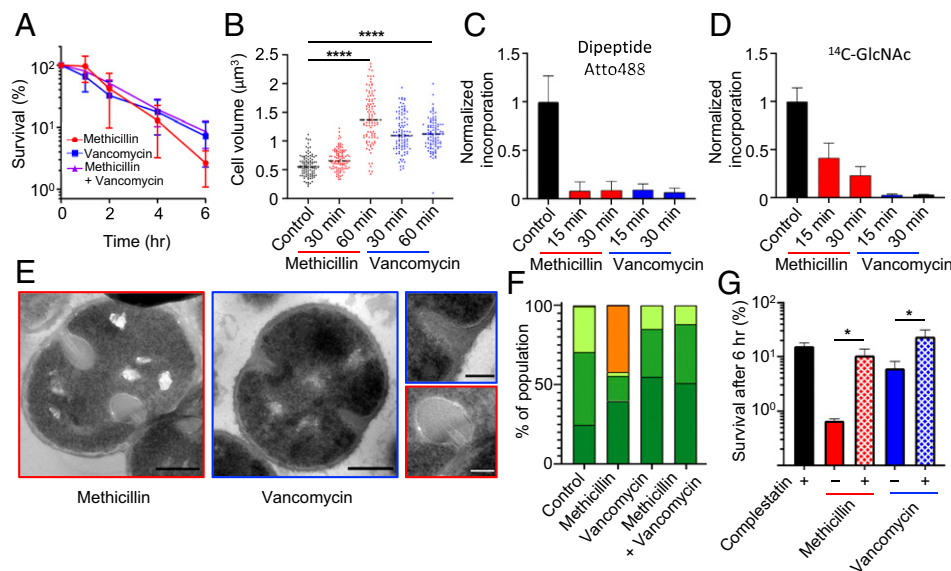 A
Survival (%)
10²
10¹
10⁰
Methicillin
Vancomycin
Methicillin
+ Vancomycin
0
2
4
6
Time (hr)
B
Cell volume (µm³)
2.5
2.0
1.5
1.0
0.5
0
****
****
Control
30 min
60 min
30 min
60 min
Methicillin
Vancomycin
C
Normalized
incorporation
1.5
1
0.5
0
Dipeptide
Atto488
Control
15 min
30 min
15 min
30 min
Methicillin
Vancomycin
D
Normalized
incorporation
1.5
1
0.5
0
¹⁴C-GlcNAc
Control
15 min
30 min
15 min
30 min
Methicillin
Vancomycin
E
Methicillin
Vancomycin
F
% of population
100
50
0
Control
Methicillin
Vancomycin
Methicillin
+ Vancomycin
G
Survival after 6 hr (%)
10²
10¹
10⁰
*
*
Complestatin
+
−
+
−
+
Methicillin
Vancomycin